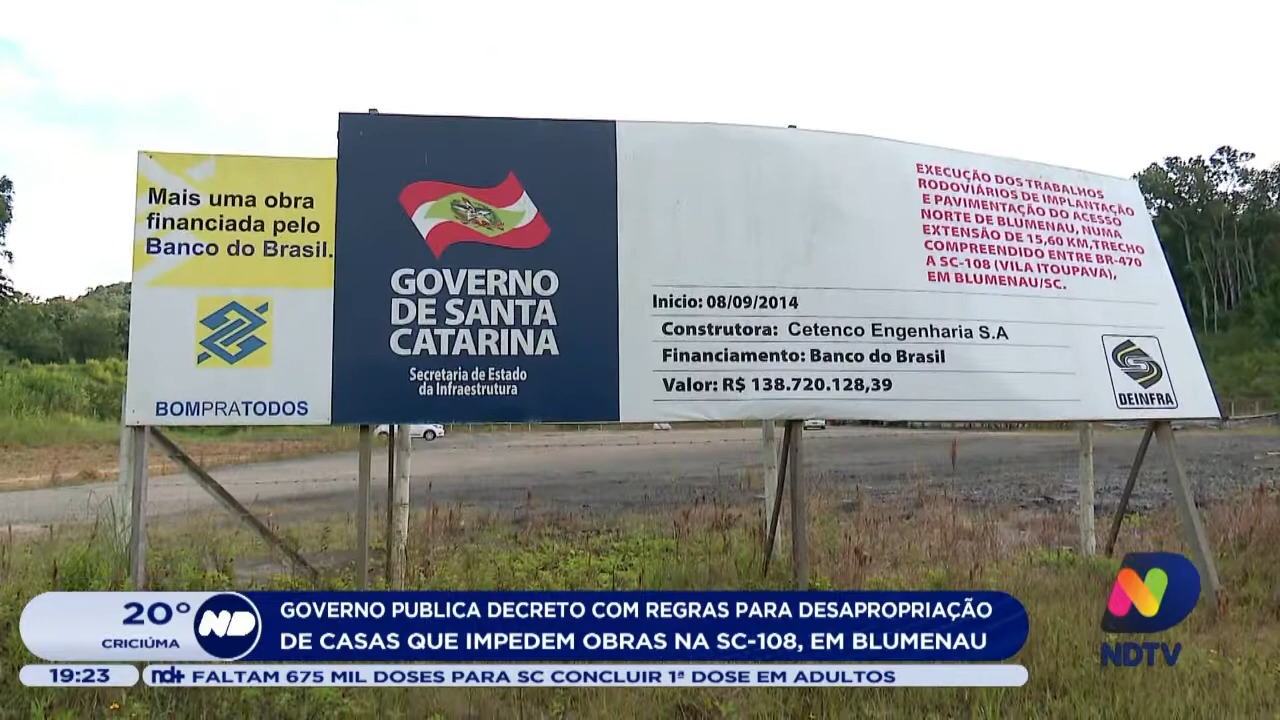 Mais uma obra
financiada pelo
Banco do Brasil.
BOMPRATODOS
GOVERNO
DE SANTA
CATARINA
Secretaria de Estado
da Infraestrutura
EXECUÇÃO DOS TRABALHOS
RODOVIÁRIOS DE IMPLANTAÇÃO
E PAVIMENTAÇÃO DO ACESSO
NORTE DE BLUMENAU, NUMA
EXTENSÃO DE 15,60 KM,TRECHO
COMPREENDIDO ENTRE BR-470
A SC-108 (VILA ITOUPAVA),
EM BLUMENAU/SC.
Inicio: 08/09/2014
Construtora: Cetenco Engenharia S.A
Financiamento: Banco do Brasil
Valor: R$ 138.720.128,39
DEINFRA
20°
CRICIÚMA
ND
GOVERNO PUBLICA DECRETO COM REGRAS PARA DESAPROPRIAÇÃO
DE CASAS QUE IMPEDEM OBRAS NA SC-108, EM BLUMENAU
NDTV
19:23
nd+ FALTAM 675 MIL DOSES PARA SC CONCLUIR 1ª DOSE EM ADULTOS